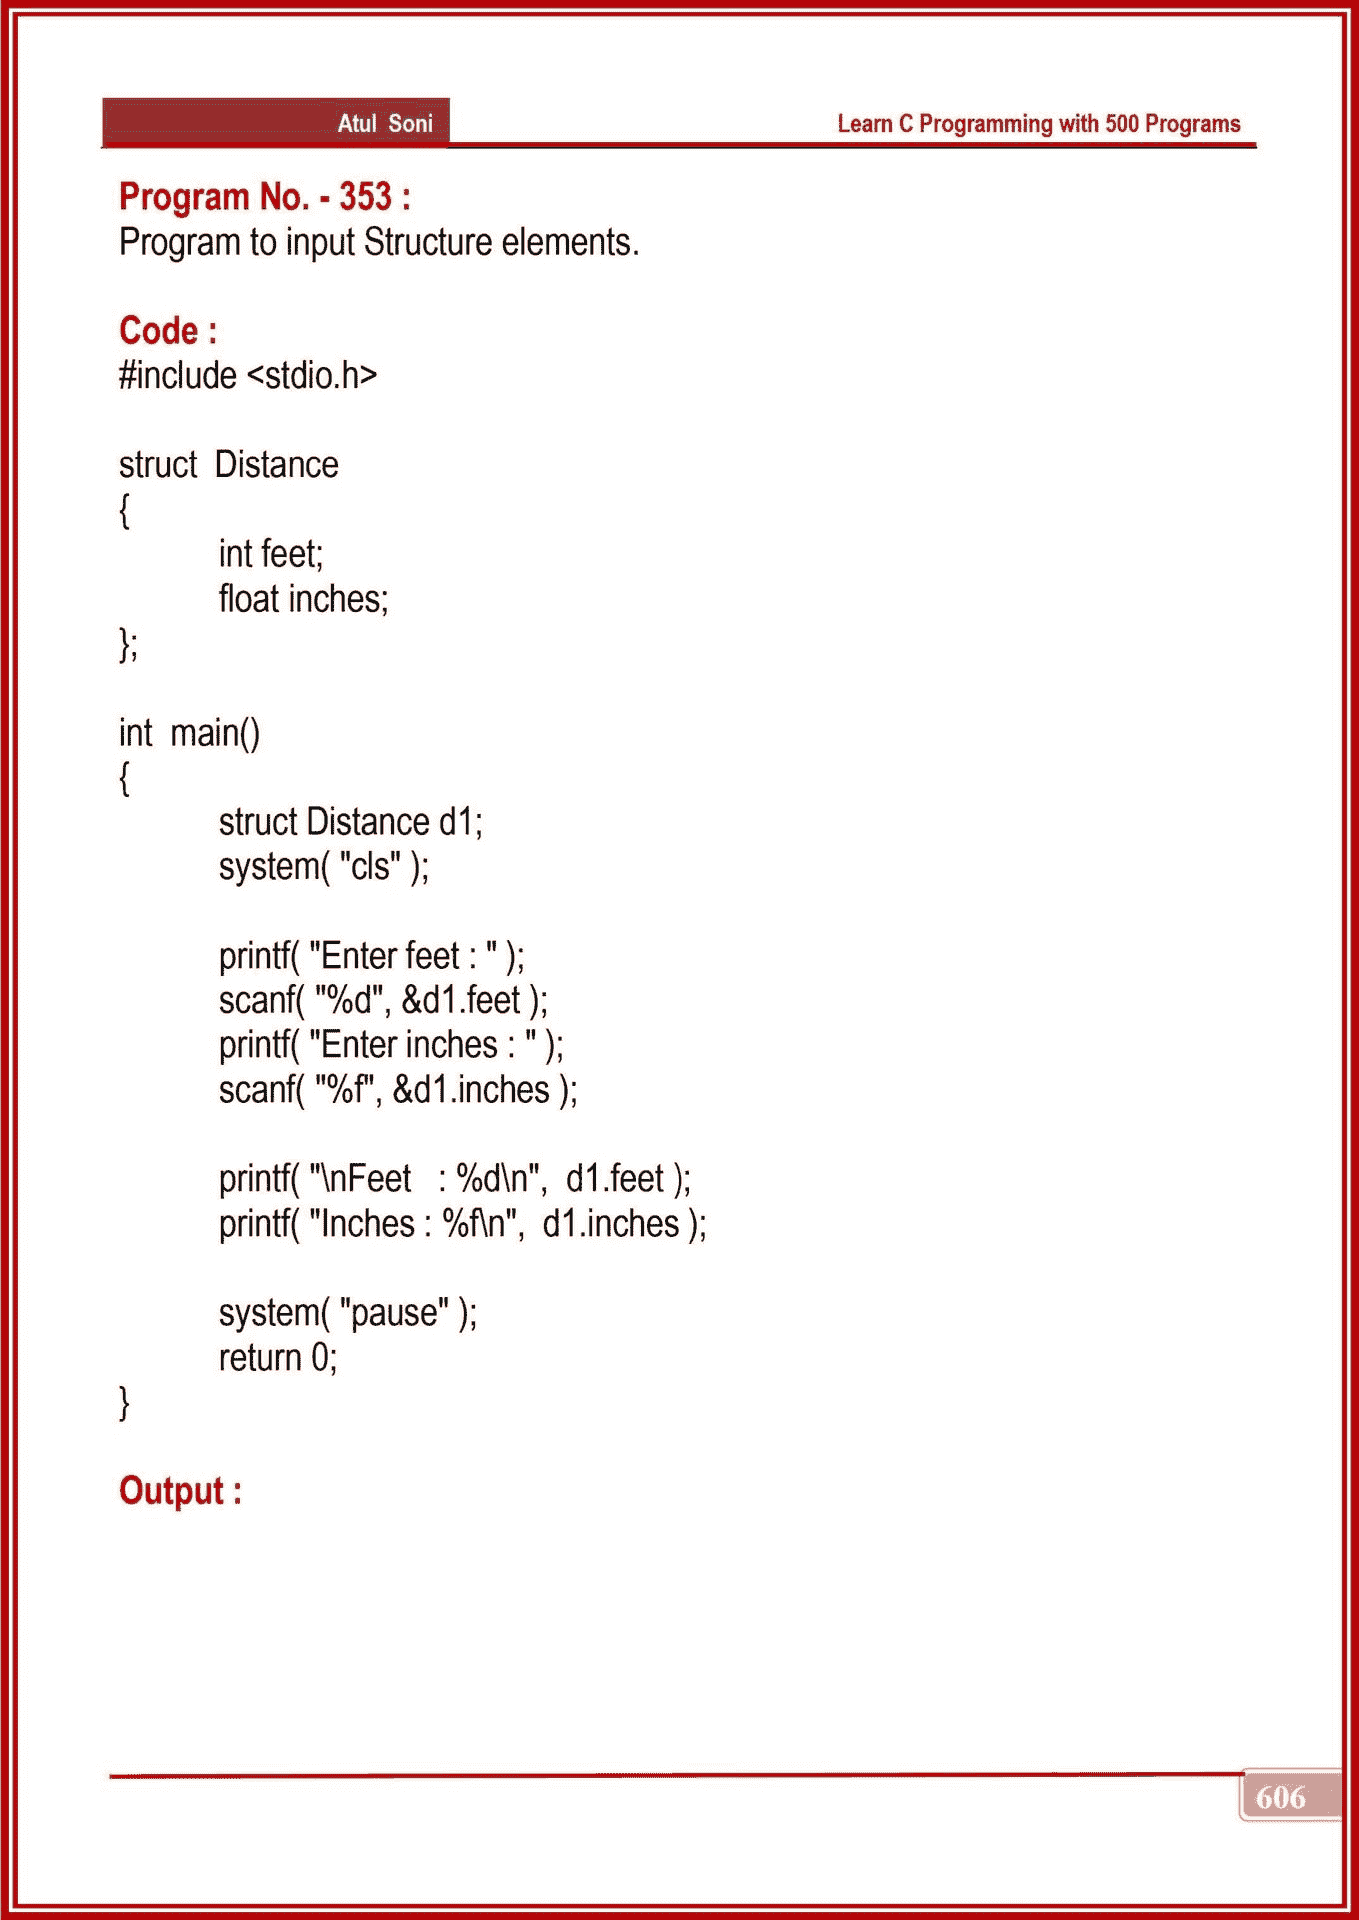 Atul  Soni
Learn C Programming with 500 Programs
Program No. - 353 :
Program to input Structure elements.
Code :
#include <stdio.h>
struct  Distance
{
int feet;
float inches;
};
int  main()
{
struct Distance d1;
system( "cls" );
printf( "Enter feet : " );
scanf( "%d", &d1.feet );
printf( "Enter inches : " );
scanf( "%f", &d1.inches );
printf( "\nFeet   : %d\n",  d1.feet );
printf( "Inches : %f\n",  d1.inches );
system( "pause" );
return 0;
}
Output :
606